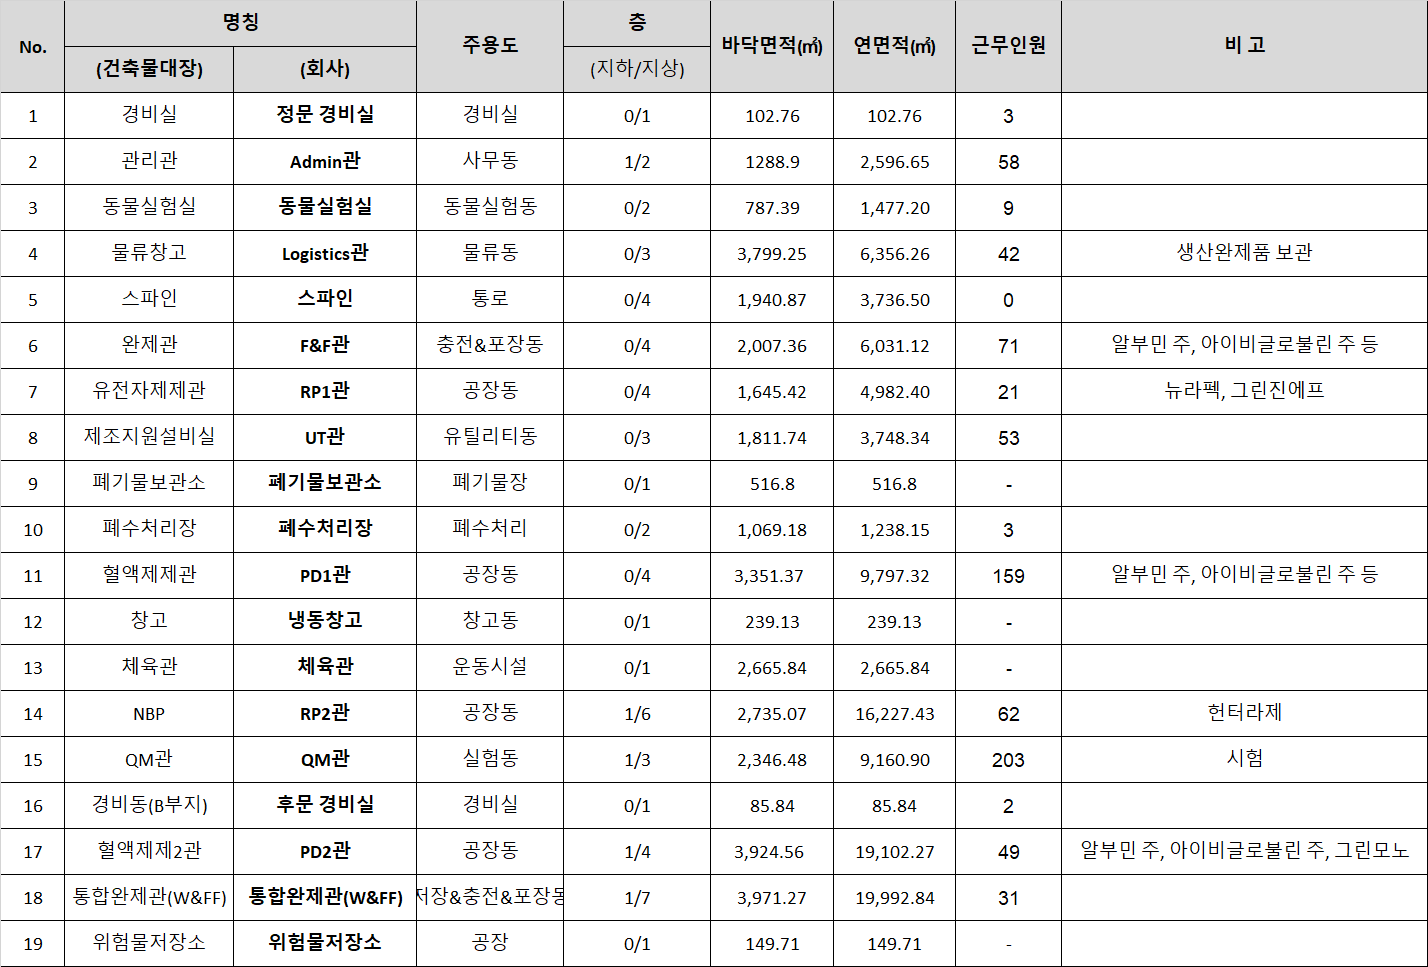 No. 명칭 주용도 층 바닥면적(㎡) 연면적(㎡) 근무인원 비 고
(건축물대장) (회사) (지하/지상)
1 경비실 정문 경비실 경비실 0/1 102.76 102.76 3
2 관리관 Admin관 사무동 1/2 1288.9 2,596.65 58
3 동물실험실 동물실험실 동물실험동 0/2 787.39 1,477.20 9
4 물류창고 Logistics관 물류동 0/3 3,799.25 6,356.26 42 생산완제품 보관
5 스파인 스파인 통로 0/4 1,940.87 3,736.50 0
6 완제관 F&F관 충전&포장동 0/4 2,007.36 6,031.12 71 알부민 주, 아이비글로불린 주 등
7 유전자제제관 RP1관 공장동 0/4 1,645.42 4,982.40 21 뉴라펙, 그린진에프
8 제조지원설비실 UT관 유틸리티동 0/3 1,811.74 3,748.34 53
9 폐기물보관소 폐기물보관소 폐기물장 0/1 516.8 516.8 -
10 폐수처리장 폐수처리장 폐수처리 0/2 1,069.18 1,238.15 3
11 혈액제제관 PD1관 공장동 0/4 3,351.37 9,797.32 159 알부민 주, 아이비글로불린 주 등
12 창고 냉동창고 창고동 0/1 239.13 239.13 -
13 체육관 체육관 운동시설 0/1 2,665.84 2,665.84 -
14 NBP RP2관 공장동 1/6 2,735.07 16,227.43 62 헌터라제
15 QM관 QM관 실험동 1/3 2,346.48 9,160.90 203 시험
16 경비동(B부지) 후문 경비실 경비실 0/1 85.84 85.84 2
17 혈액제제2관 PD2관 공장동 1/4 3,924.56 19,102.27 49 알부민 주, 아이비글로불린 주, 그린모노
18 통합완제관(W&FF) 통합완제관(W&FF) 저장&충전&포장동 1/7 3,971.27 19,992.84 31
19 위험물저장소 위험물저장소 공장 0/1 149.71 149.71 -